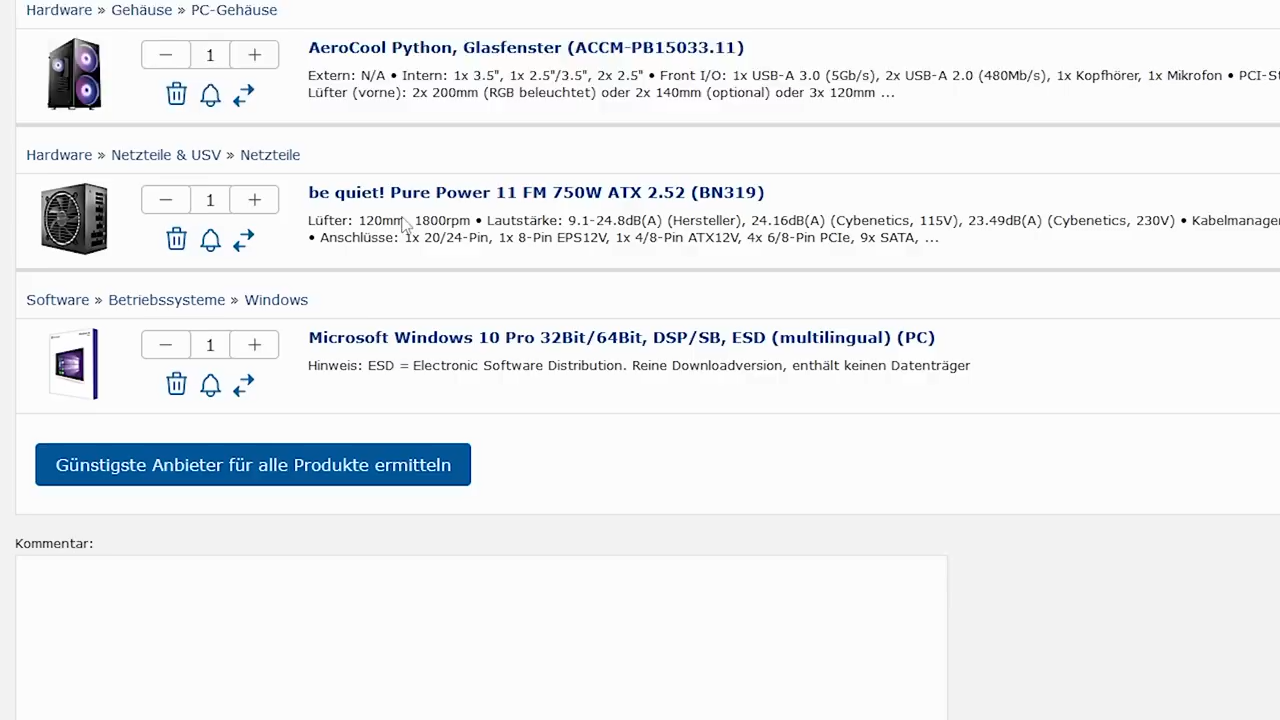 Hardware » Gehäuse » PC-Gehäuse
1
AeroCool Python, Glasfenster (ACCM-PB15033.11)
Extern: N/A • Intern: 1x 3.5", 1x 2.5"/3.5", 2x 2.5" • Front I/O: 1x USB-A 3.0 (5Gb/s), 2x USB-A 2.0 (480Mb/s), 1x Kopfhörer, 1x Mikrofon •
Lüfter (vorne): 2x 200mm (RGB beleuchtet) oder 2x 140mm (optional) oder 3x 120mm ...
Hardware » Netzteile & USV » Netzteile
1
be quiet! Pure Power 11 FM 750W ATX 2.52 (BN319)
Lüfter: 120mm, 1800rpm • Lautstärke: 9.1-24.8dB(A) (Hersteller), 24.16dB(A) (Cybenetics, 115V), 23.49dB(A) (Cybenetics, 230V) •
• Anschlüsse: 1x 20/24-Pin, 1x 8-Pin EPS12V, 1x 4/8-Pin ATX12V, 4x 6/8-Pin PCIe, 9x SATA, ...
Software » Betriebssysteme » Windows
1
Microsoft Windows 10 Pro 32Bit/64Bit, DSP/SB, ESD (multilingual) (PC)
Hinweis: ESD = Electronic Software Distribution. Reine Downloadversion, enthält keinen Datenträger
Günstigste Anbieter für alle Produkte ermitteln
Kommentar: